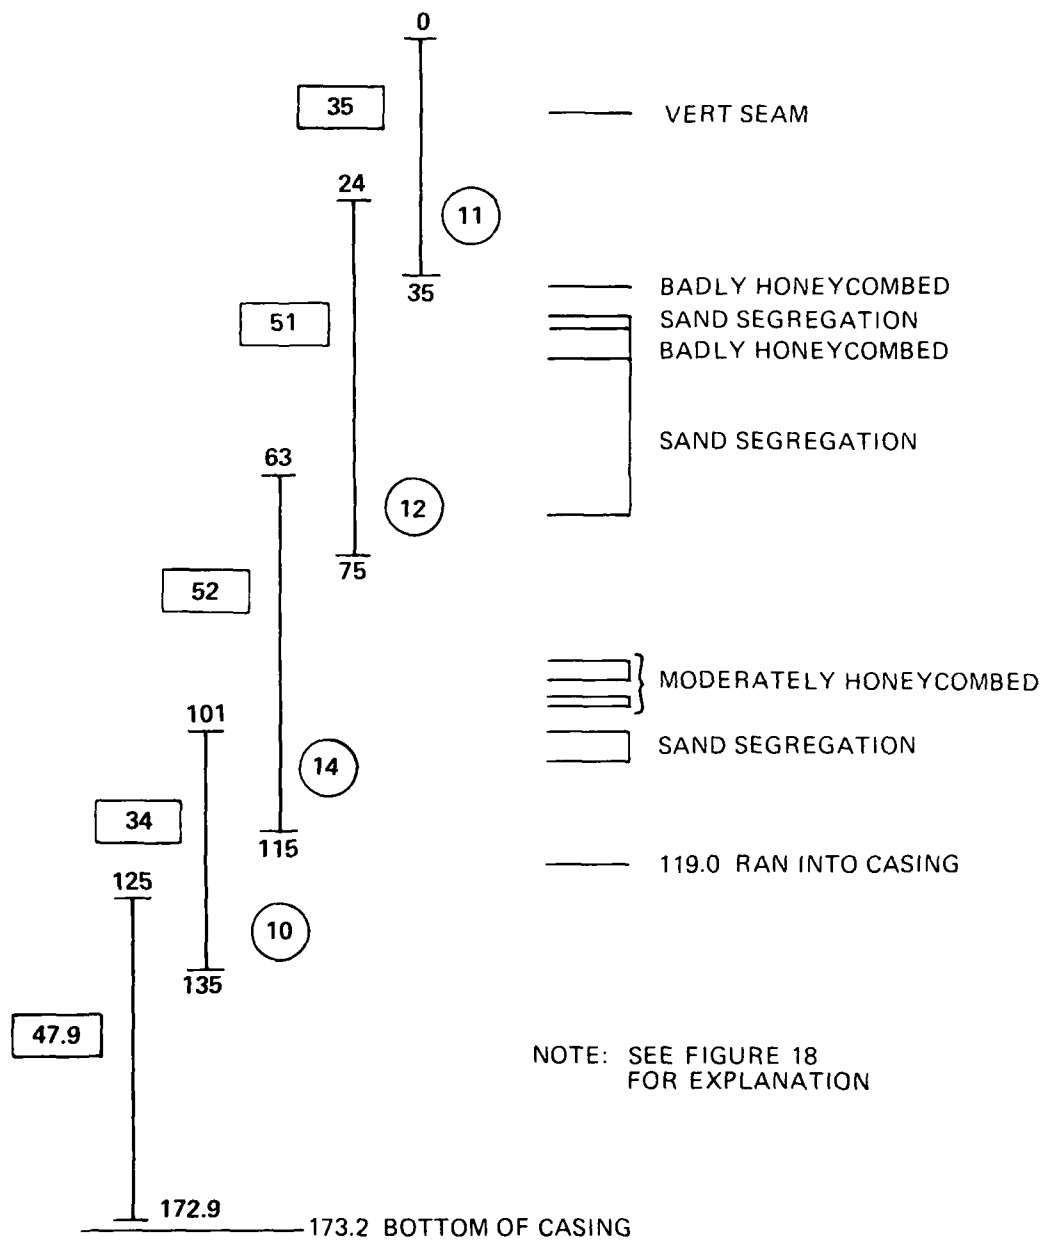 0
35
VERT SEAM
24
11
35
BADLY HONEYCOMBED
51
SAND SEGREGATION
BADLY HONEYCOMBED
SAND SEGREGATION
63
12
75
52
MODERATELY HONEYCOMBED
101
SAND SEGREGATION
14
34
115
119.0 RAN INTO CASING
125
10
135
47.9
NOTE: SEE FIGURE 18
FOR EXPLANATION
172.9
173.2 BOTTOM OF CASING